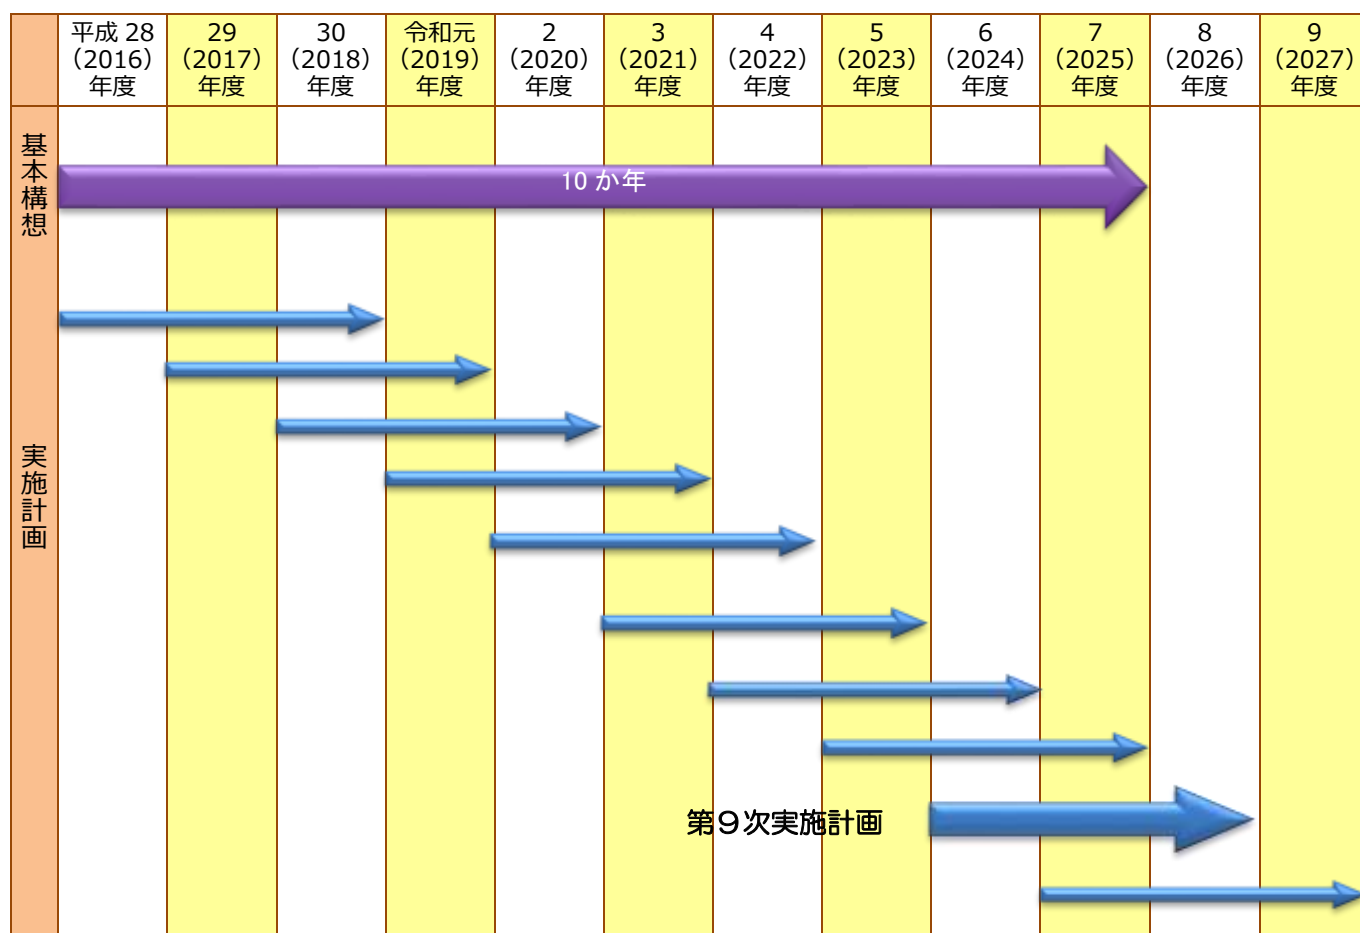 平成 28
（2016）
年度
29
（2017）
年度
30
（2018）
年度
令和元
（2019）
年度
2
（2020）
年度
3
（2021）
年度
4
（2022）
年度
5
（2023）
年度
6
（2024）
年度
7
（2025）
年度
8
（2026）
年度
9
（2027）
年度
基本構想
10 か年
実施計画
第９次実施計画